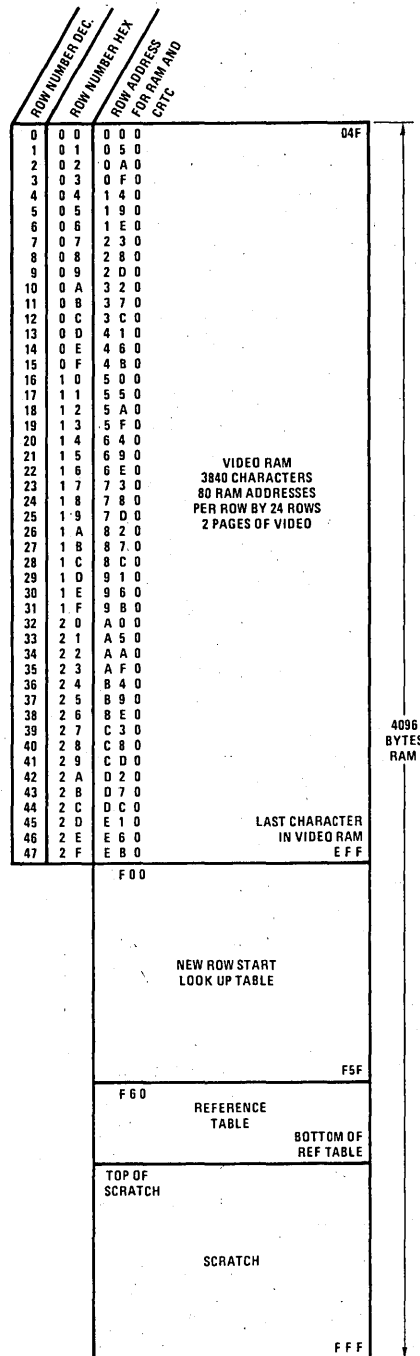 ROW NUMBER DEC.
ROW NUMBER HEX
ROW ADDRESS
FOR RAM AND
CRTC
0 0 0 0 0 0 04F
1 0 1 0 5 0
2 0 2 0 A 0
3 0 3 0 F 0
4 0 4 1 4 0
5 0 5 1 9 0
6 0 6 1 E 0
7 0 7 2 3 0
8 0 8 2 8 0
9 0 9 2 D 0
10 0 A 3 2 0
11 0 B 3 7 0
12 0 C 3 C 0
13 0 D 4 1 0
14 0 E 4 6 0
15 0 F 4 B 0
16 1 0 5 0 0
17 1 1 5 5 0
18 1 2 5 A 0
19 1 3 5 F 0
20 1 4 6 4 0
21 1 5 6 9 0
22 1 6 6 E 0
23 1 7 7 3 0
24 1 8 7 8 0
25 1 9 7 D 0
26 1 A 8 2 0
27 1 B 8 7 0
28 1 C 8 C 0
29 1 D 9 1 0
30 1 E 9 6 0
31 1 F 9 B 0
32 2 0 A 0 0
33 2 1 A 5 0
34 2 2 A A 0
35 2 3 A F 0
36 2 4 B 4 0
37 2 5 B 9 0
38 2 6 B E 0
39 2 7 C 3 0
40 2 8 C 8 0
41 2 9 C D 0
42 2 A D 2 0
43 2 B D 7 0
44 2 C D C 0
45 2 D E 1 0
46 2 E E 6 0
47 2 F E B 0
VIDEO RAM
3840 CHARACTERS
80 RAM ADDRESSES
PER ROW BY 24 ROWS
2 PAGES OF VIDEO
LAST CHARACTER
IN VIDEO RAM
E F F
4096
BYTES
RAM
F 0 0
NEW ROW START
LOOK UP TABLE
F5F
F 6 0
REFERENCE
TABLE
BOTTOM OF
REF TABLE
TOP OF
SCRATCH
SCRATCH
F F F